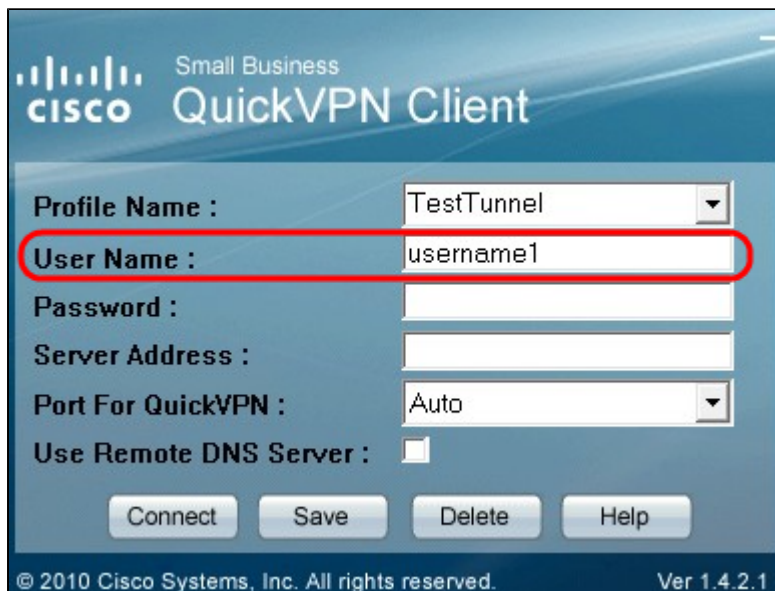 Small Business
CISCO QuickVPN Client
Profile Name : TestTunnel
User Name : username1
Password :
Server Address :
Port For QuickVPN : Auto
Use Remote DNS Server :
Connect Save Delete Help
© 2010 Cisco Systems, Inc. All rights reserved. Ver 1.4.2.1